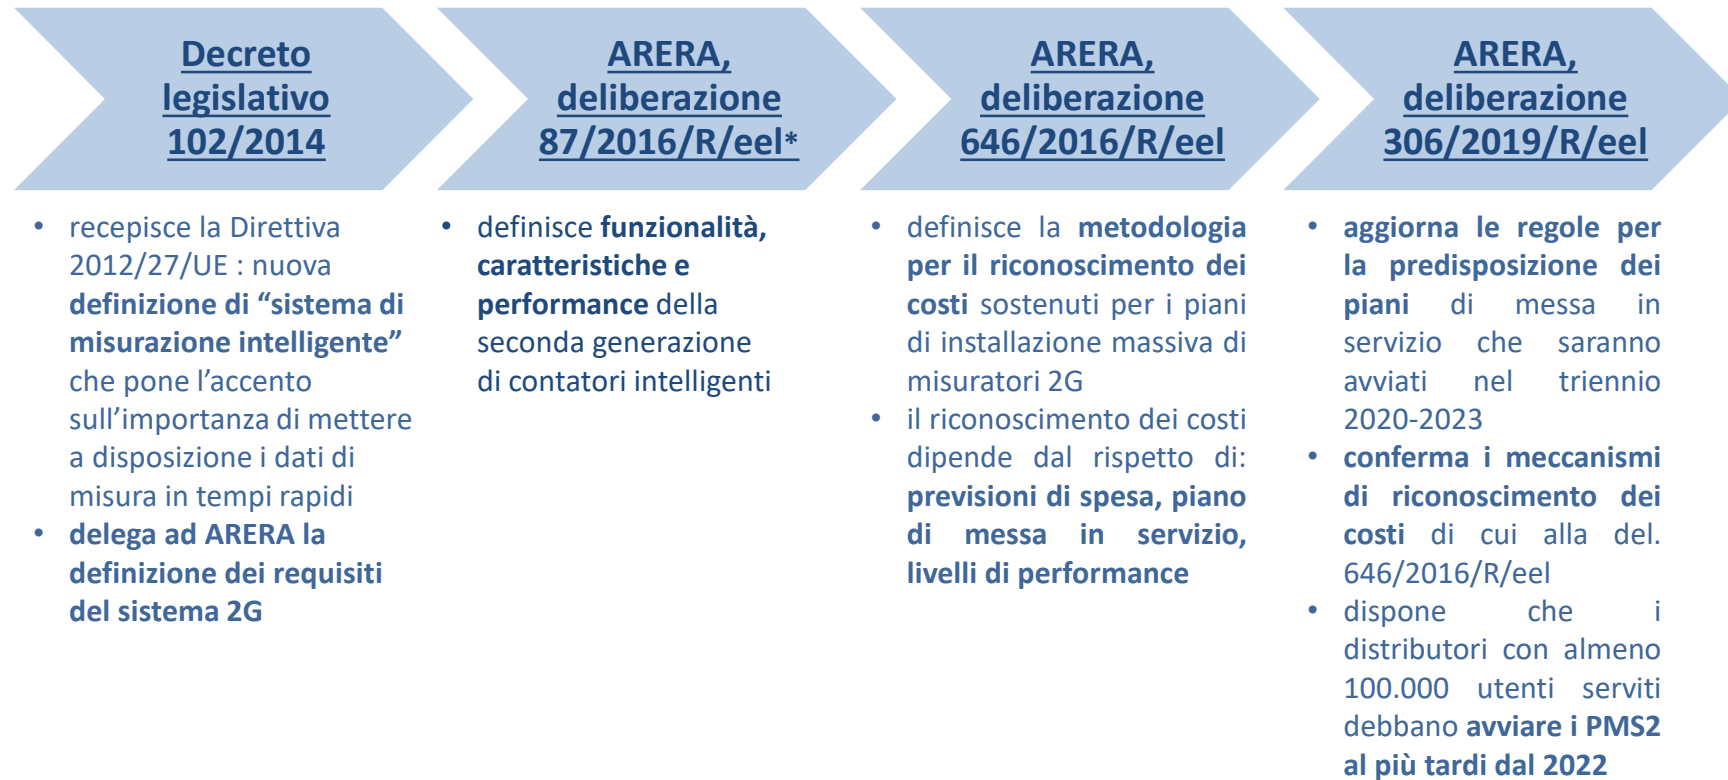 Decreto
legislativo
102/2014
• recepisce la Direttiva
2012/27/UE : nuova
definizione di “sistema di
misurazione intelligente”
che pone l’accento
sull’importanza di mettere
a disposizione i dati di
misura in tempi rapidi
• delega ad ARERA la
definizione dei requisiti
del sistema 2G
ARERA,
deliberazione
87/2016/R/eel*
• definisce funzionalità,
caratteristiche e
performance della
seconda generazione
di contatori intelligenti
ARERA,
deliberazione
646/2016/R/eel
• definisce la metodologia
per il riconoscimento dei
costi sostenuti per i piani
di installazione massiva di
misuratori 2G
• il riconoscimento dei costi
dipende dal rispetto di:
previsioni di spesa, piano
di messa in servizio,
livelli di performance
ARERA,
deliberazione
306/2019/R/eel
• aggiorna le regole per
la predisposizione dei
piani di messa in
servizio che saranno
avviati nel triennio
2020-2023
• conferma i meccanismi
di riconoscimento dei
costi di cui alla del.
646/2016/R/eel
• dispone che i
distributori con almeno
100.000 utenti serviti
debbano avviare i PMS2
al più tardi dal 2022